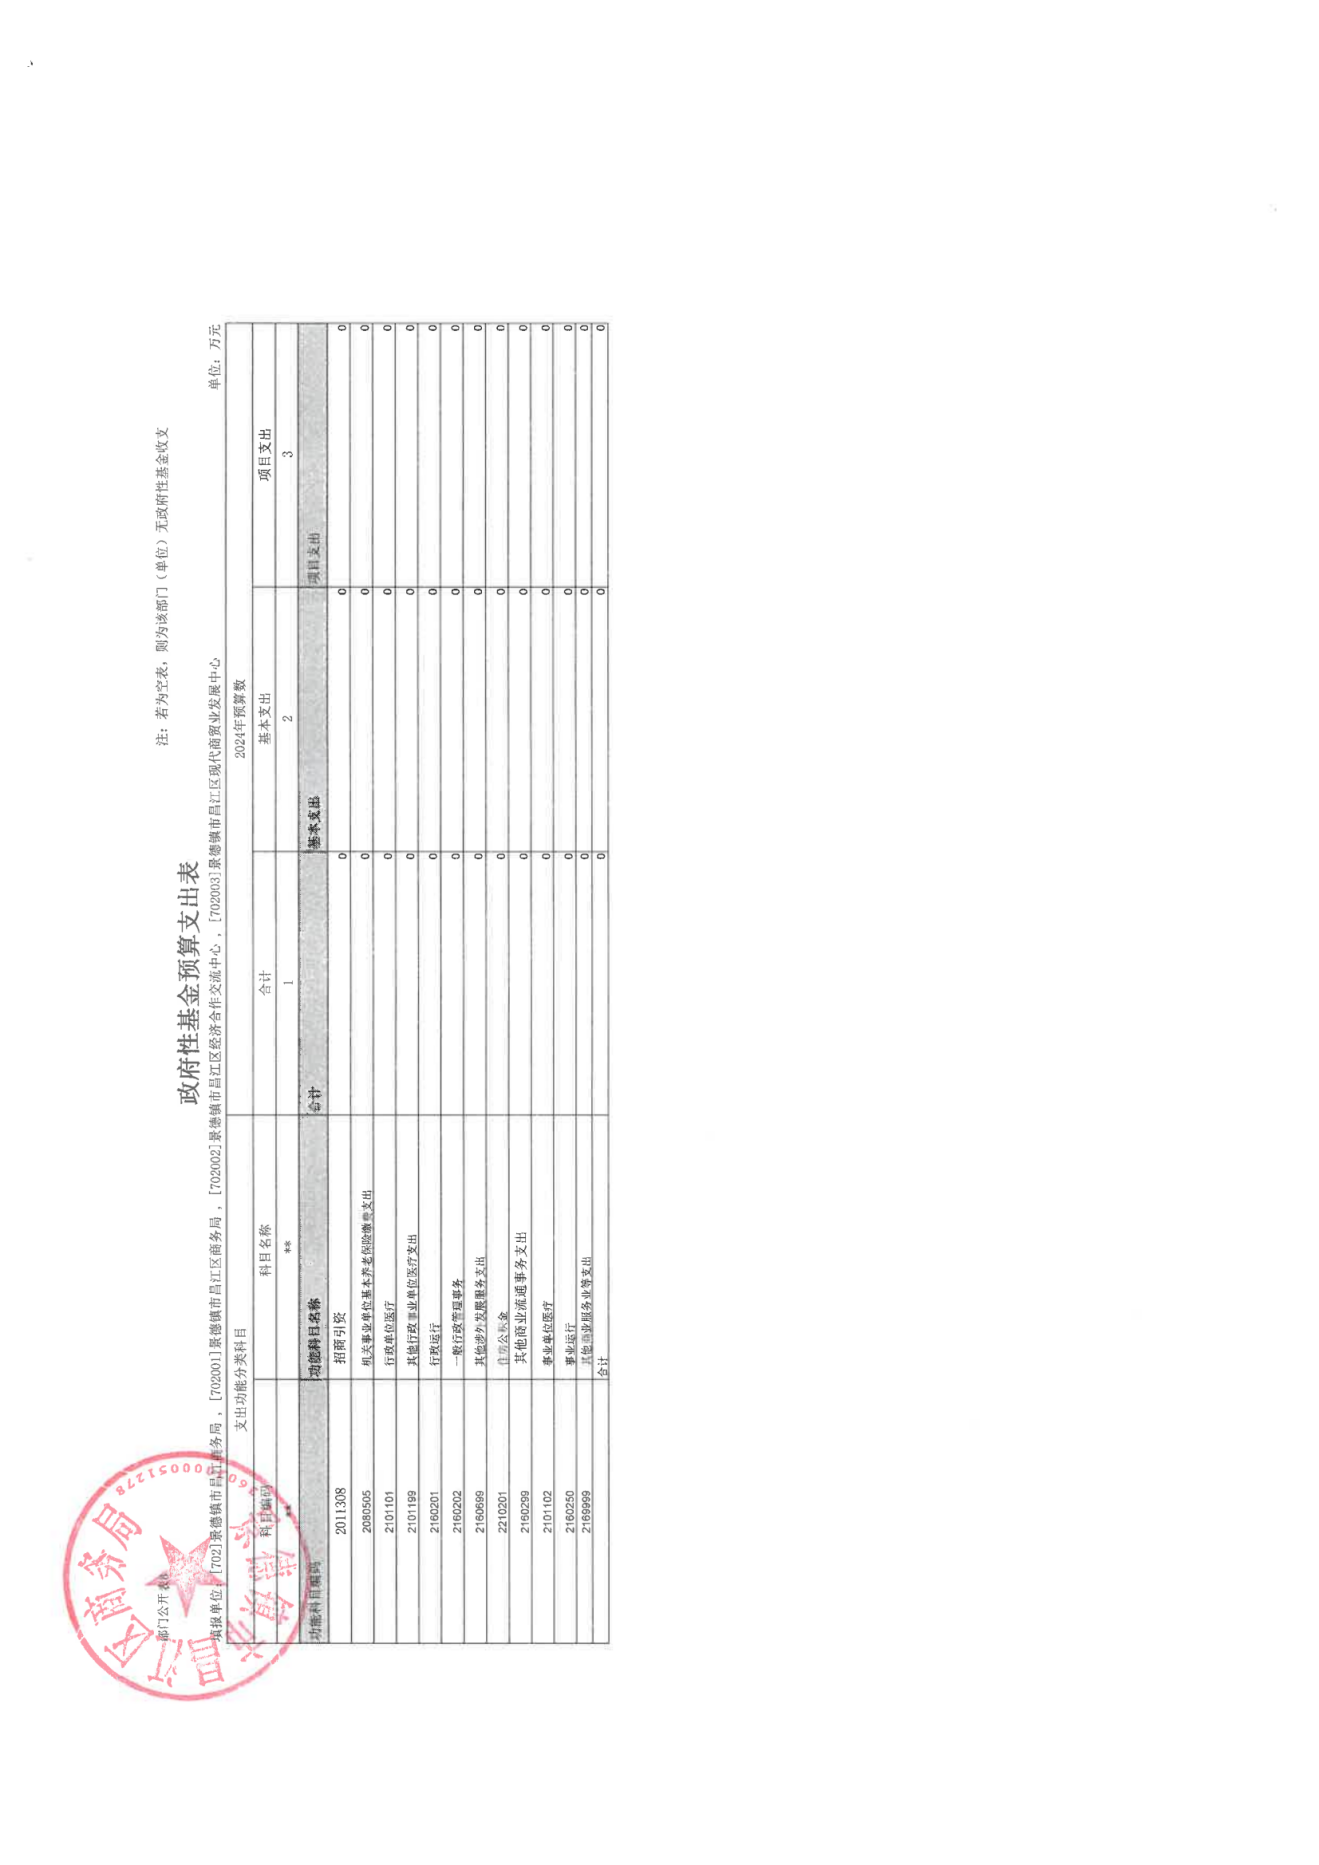 部门公开表
注：若为空表，则为该部门（单位）无政府性基金收支
政府性基金预算支出表
填报单位：[702]景德镇市昌江商务局，[702001]景德镇市昌江区商务局，[702002]景德镇市昌江区经济合作交流中心，[702003]景德镇市昌江区现代商贸业发展中心 单位：万元
支出功能分类科目 2024年预算数
科目编码 科目名称 合计 基本支出 项目支出
** ** 1 2 3
功能科目编码 功能科目名称 合计 基本支出 项目支出
2011308 招商引资 0 0 0
2080505 机关事业单位基本养老保险缴费支出 0 0 0
2101101 行政单位医疗 0 0 0
2101199 其他行政事业单位医疗支出 0 0 0
2160201 行政运行 0 0 0
2160202 一般行政管理事务 0 0 0
2160699 其他涉外发展服务支出 0 0 0
2210201 住房公积金 0 0 0
2160299 其他商业流通事务支出 0 0 0
2101102 事业单位医疗 0 0 0
2160250 事业运行 0 0 0
2169999 其他商业服务业等支出 0 0 0
合计 0 0 0
景德镇市昌江区商务局